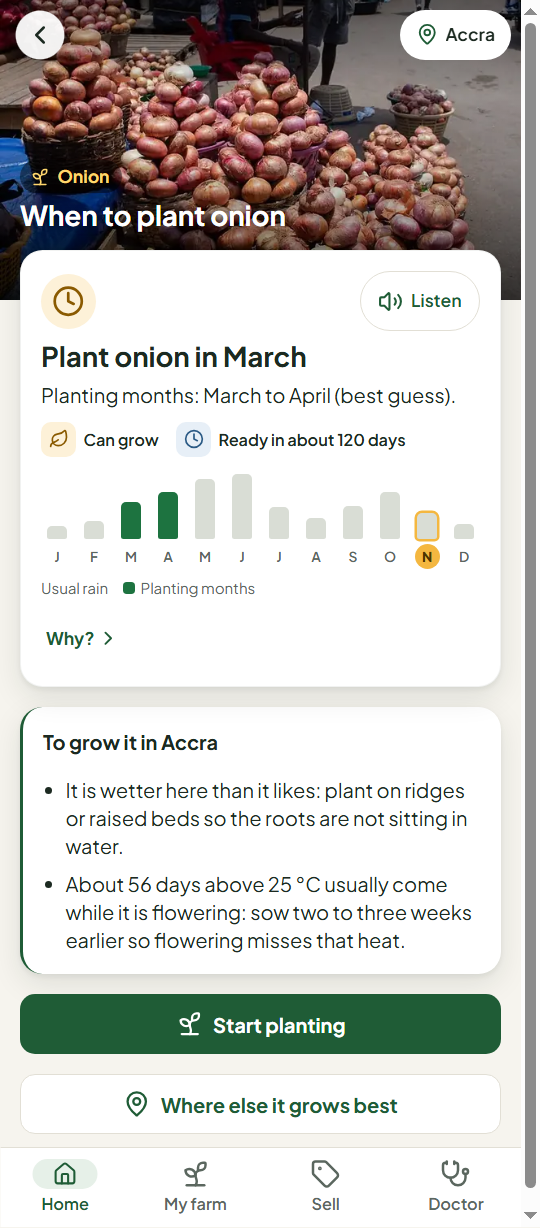 Accra
Onion
When to plant onion
Listen
Plant onion in March
Planting months: March to April (best guess).
Can grow
Ready in about 120 days
J F M A M J J A S O N D
Usual rain
Planting months
Why?
To grow it in Accra
It is wetter here than it likes: plant on ridges
or raised beds so the roots are not sitting in
water.
About 56 days above 25 °C usually come
while it is flowering: sow two to three weeks
earlier so flowering misses that heat.
Start planting
Where else it grows best
Home
My farm
Sell
Doctor